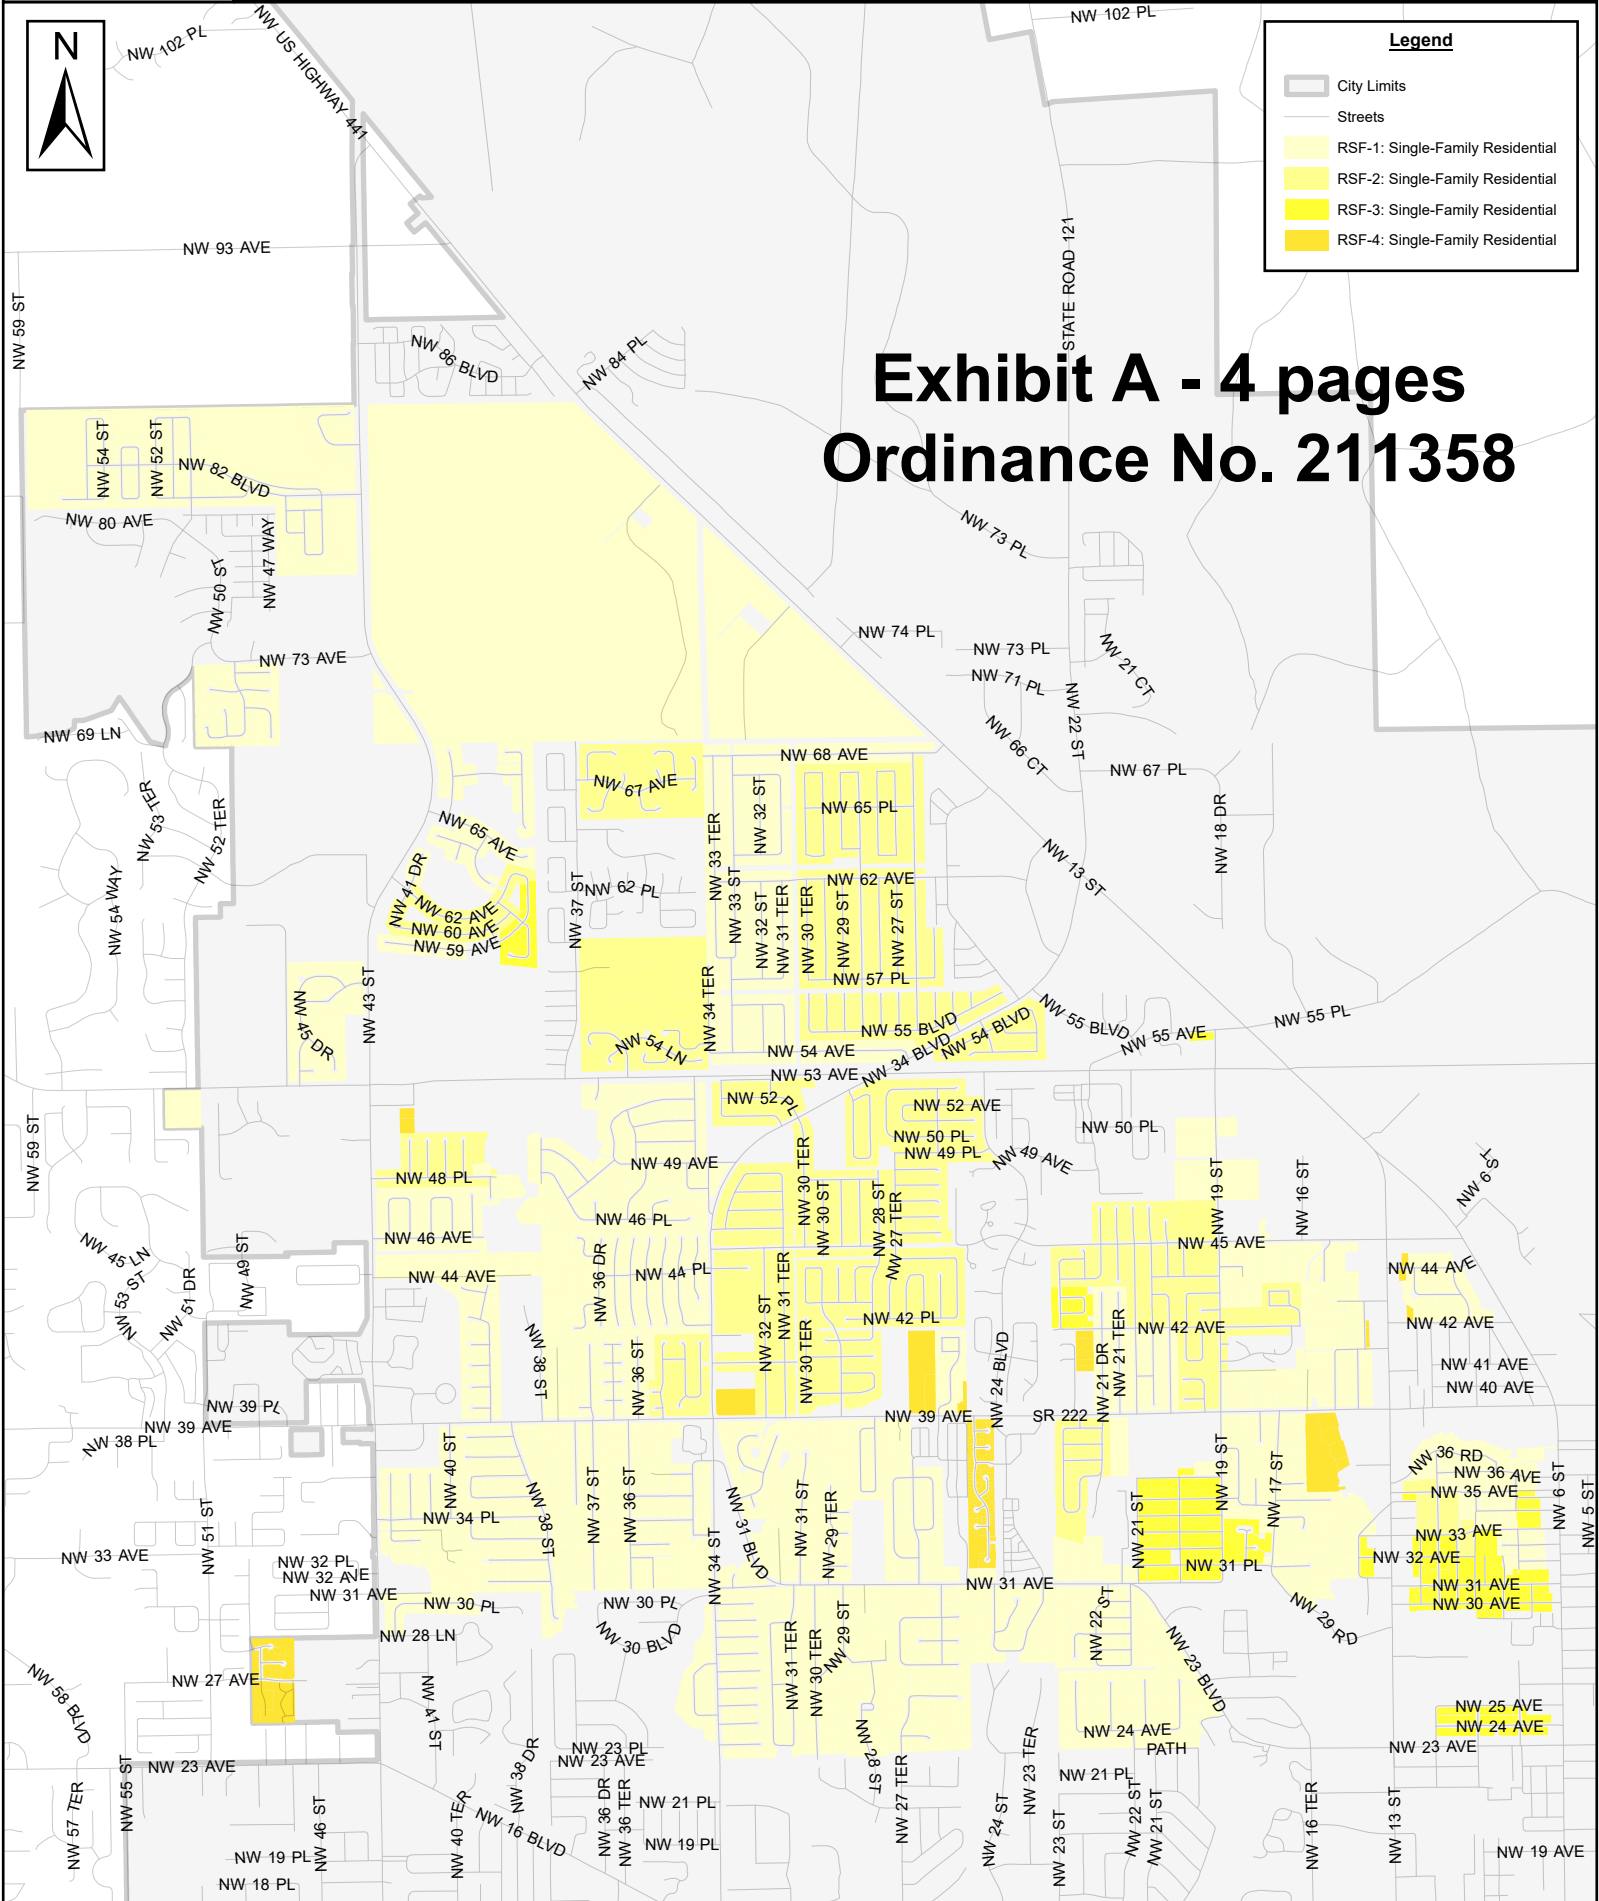 NW 102 PL
NW US HIGHWAY 441
NW 102 PL
N
Legend
City Limits
Streets
RSF-1: Single-Family Residential
RSF-2: Single-Family Residential
RSF-3: Single-Family Residential
RSF-4: Single-Family Residential
NW 93 AVE
STATE ROAD 121
NW 59 ST
NW 86 BLVD
NW 84 PL
Exhibit A - 4 pages
Ordinance No. 211358
NW 54 ST
NW 52 ST
NW 82 BLVD
NW 80 AVE
NW 47 WAY
NW 50 ST
NW 73 PL
NW 74 PL
NW 73 PL
NW 21 CT
NW 73 AVE
NW 71 PL
NW 22 ST
NW 69 LN
NW 66 CT
NW 68 AVE
NW 67 PL
NW 67 AVE
NW 32 ST
NW 65 PL
NW 53 TER
NW 52 TER
NW 65 AVE
NW 33 TER
NW 18 DR
NW 13 ST
NW 41 DR
NW 62 PL
NW 62 AVE
NW 37 ST
NW 54 WAY
NW 62 AVE
NW 60 AVE
NW 59 AVE
NW 33 ST
NW 32 ST
NW 31 TER
NW 30 TER
NW 29 ST
NW 27 ST
NW 57 PL
NW 45 DR
NW 43 ST
NW 34 TER
NW 55 BLVD
NW 54 BLVD
NW 55 BLVD
NW 55 AVE
NW 55 PL
NW 54 LN
NW 54 AVE
NW 34 BLVD
NW 53 AVE
NW 52 PL
NW 52 AVE
NW 59 ST
NW 50 PL
NW 50 PL
NW 49 PL
NW 49 AVE
NW 49 AVE
NW 48 PL
NW 30 TER
NW 30 ST
NW 28 ST
NW 27 TER
NW 19 ST
NW 16 ST
NW 6 ST
NW 46 PL
NW 46 AVE
NW 45 AVE
NW 45 LN
NW 49 ST
NW 53 ST
NW 51 DR
NW 44 AVE
NW 36 DR
NW 44 PL
NW 44 AVE
NW 32 ST
NW 31 TER
NW 30 TER
NW 42 PL
NW 42 AVE
NW 42 AVE
NW 38 ST
NW 36 ST
NW 24 BLVD
NW 21 DR
NW 21 TER
NW 41 AVE
NW 40 AVE
NW 39 PL
NW 39 AVE
NW 38 PL
NW 39 AVE
SR 222
NW 40 ST
NW 36 RD
NW 36 AVE
NW 35 AVE
NW 51 ST
NW 34 PL
NW 38 ST
NW 37 ST
NW 36 ST
NW 34 ST
NW 31 BLVD
NW 31 ST
NW 29 TER
NW 21 ST
NW 19 ST
NW 17 ST
NW 6 ST
NW 5 ST
NW 33 AVE
NW 33 AVE
NW 32 PL
NW 32 AVE
NW 31 AVE
NW 32 AVE
NW 31 PL
NW 31 AVE
NW 31 AVE
NW 30 AVE
NW 30 PL
NW 30 PL
NW 28 LN
NW 30 BLVD
NW 31 TER
NW 30 TER
NW 29 ST
NW 22 ST
NW 29 RD
NW 23 BLVD
NW 27 AVE
NW 58 BLVD
NW 41 ST
NW 25 AVE
NW 24 AVE
NW 24 AVE
PATH
NW 23 AVE
NW 23 AVE
NW 23 PL
NW 23 AVE
NW 38 DR
NW 28 ST
NW 27 TER
NW 23 TER
NW 21 PL
NW 57 TER
NW 55 ST
NW 46 ST
NW 40 TER
NW 16 BLVD
NW 36 DR
NW 36 TER
NW 21 PL
NW 19 PL
NW 24 ST
NW 23 ST
NW 22 ST
NW 21 ST
NW 16 TER
NW 13 ST
NW 19 AVE
NW 19 PL
NW 18 PL